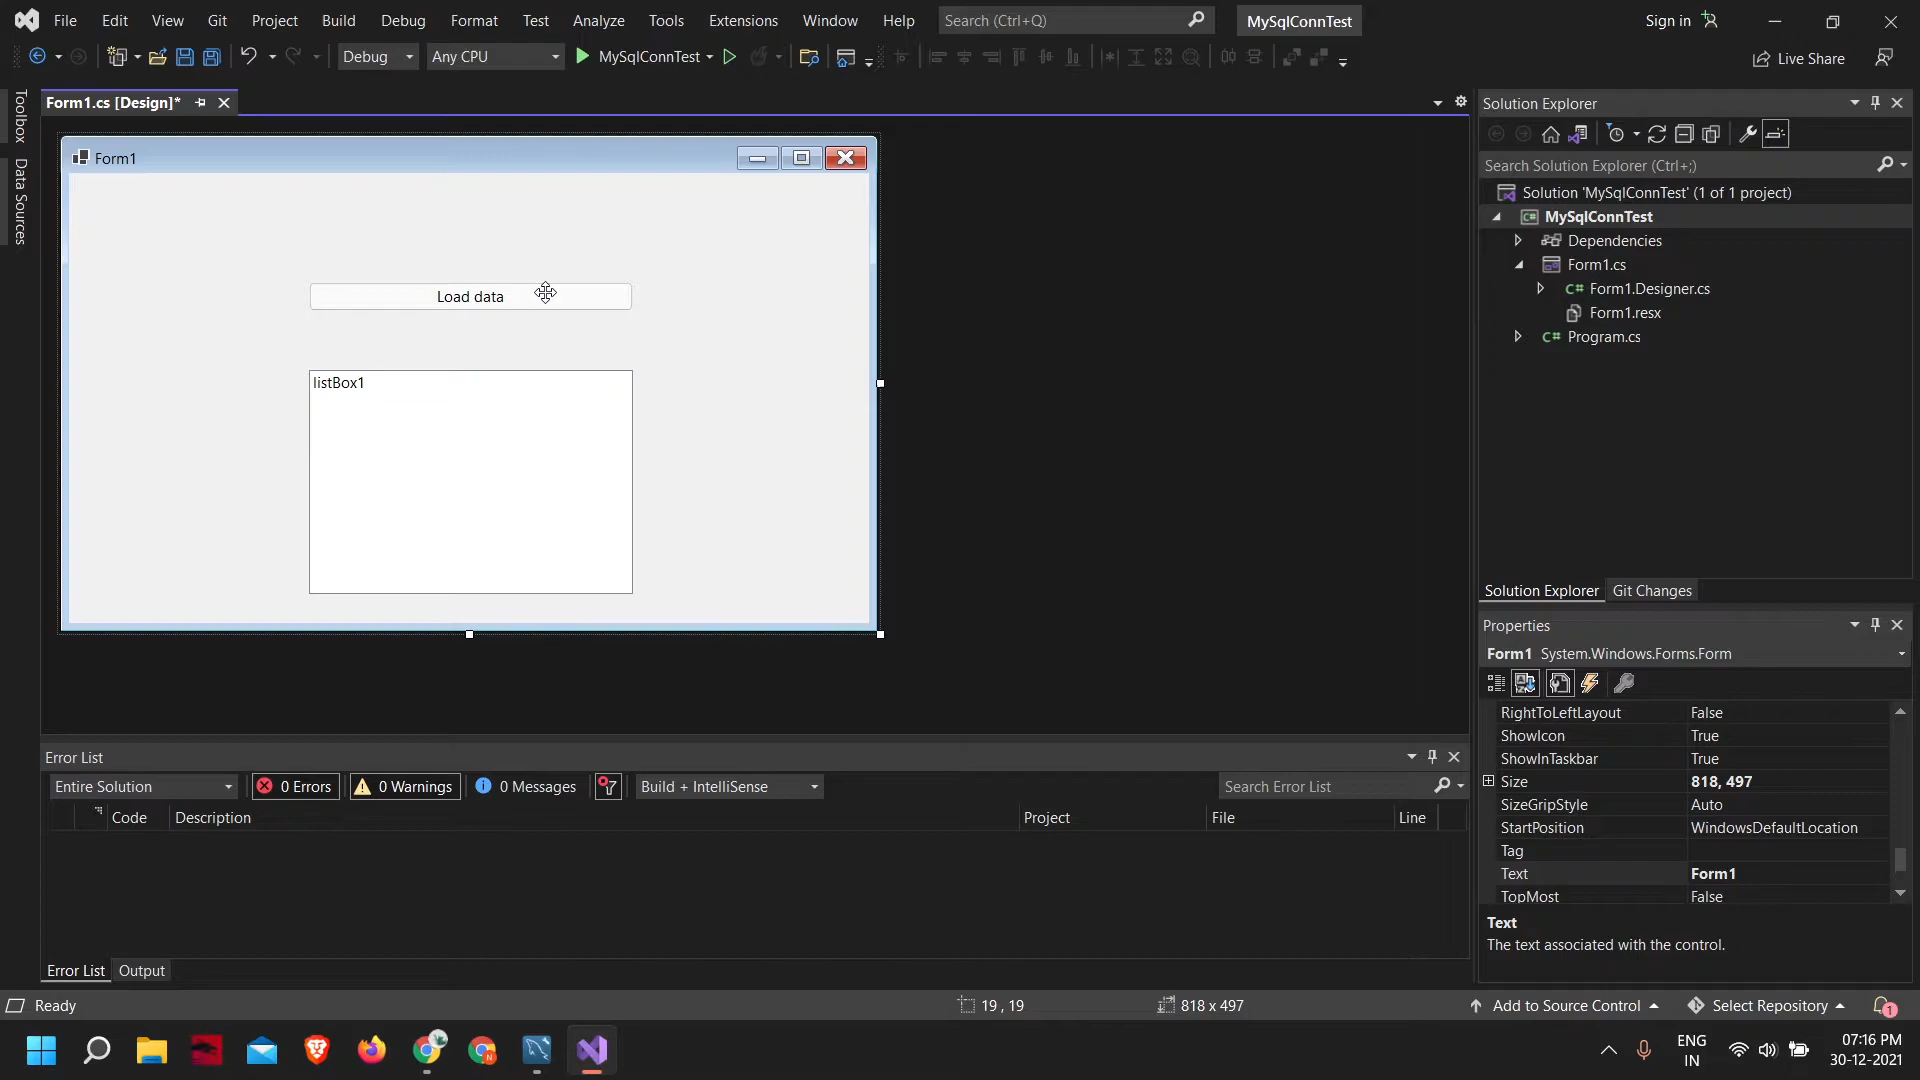 File Edit View Git Project Build Debug Format Test Analyze Tools Extensions Window Help Search (Ctrl+Q) MySqlConnTest Sign in
Debug Any CPU MySqlConnTest Live Share
Toolbox
Data Sources
Form1.cs [Design]*
Form1
Load data
listBox1
Solution Explorer
Search Solution Explorer (Ctrl+;)
Solution 'MySqlConnTest' (1 of 1 project)
MySqlConnTest
Dependencies
Form1.cs
C# Form1.Designer.cs
Form1.resx
C# Program.cs
Solution Explorer Git Changes
Properties
Form1 System.Windows.Forms.Form
RightToLeftLayout False
ShowIcon True
ShowInTaskbar True
Size 818, 497
SizeGripStyle Auto
StartPosition WindowsDefaultLocation
Tag
Text Form1
TopMost False
Text
The text associated with the control.
Error List
Entire Solution 0 Errors 0 Warnings 0 Messages Build + IntelliSense Search Error List
Code Description Project File Line
Error List Output
Ready 19 , 19 818 x 497 Add to Source Control Select Repository 1
ENG
IN
07:16 PM
30-12-2021